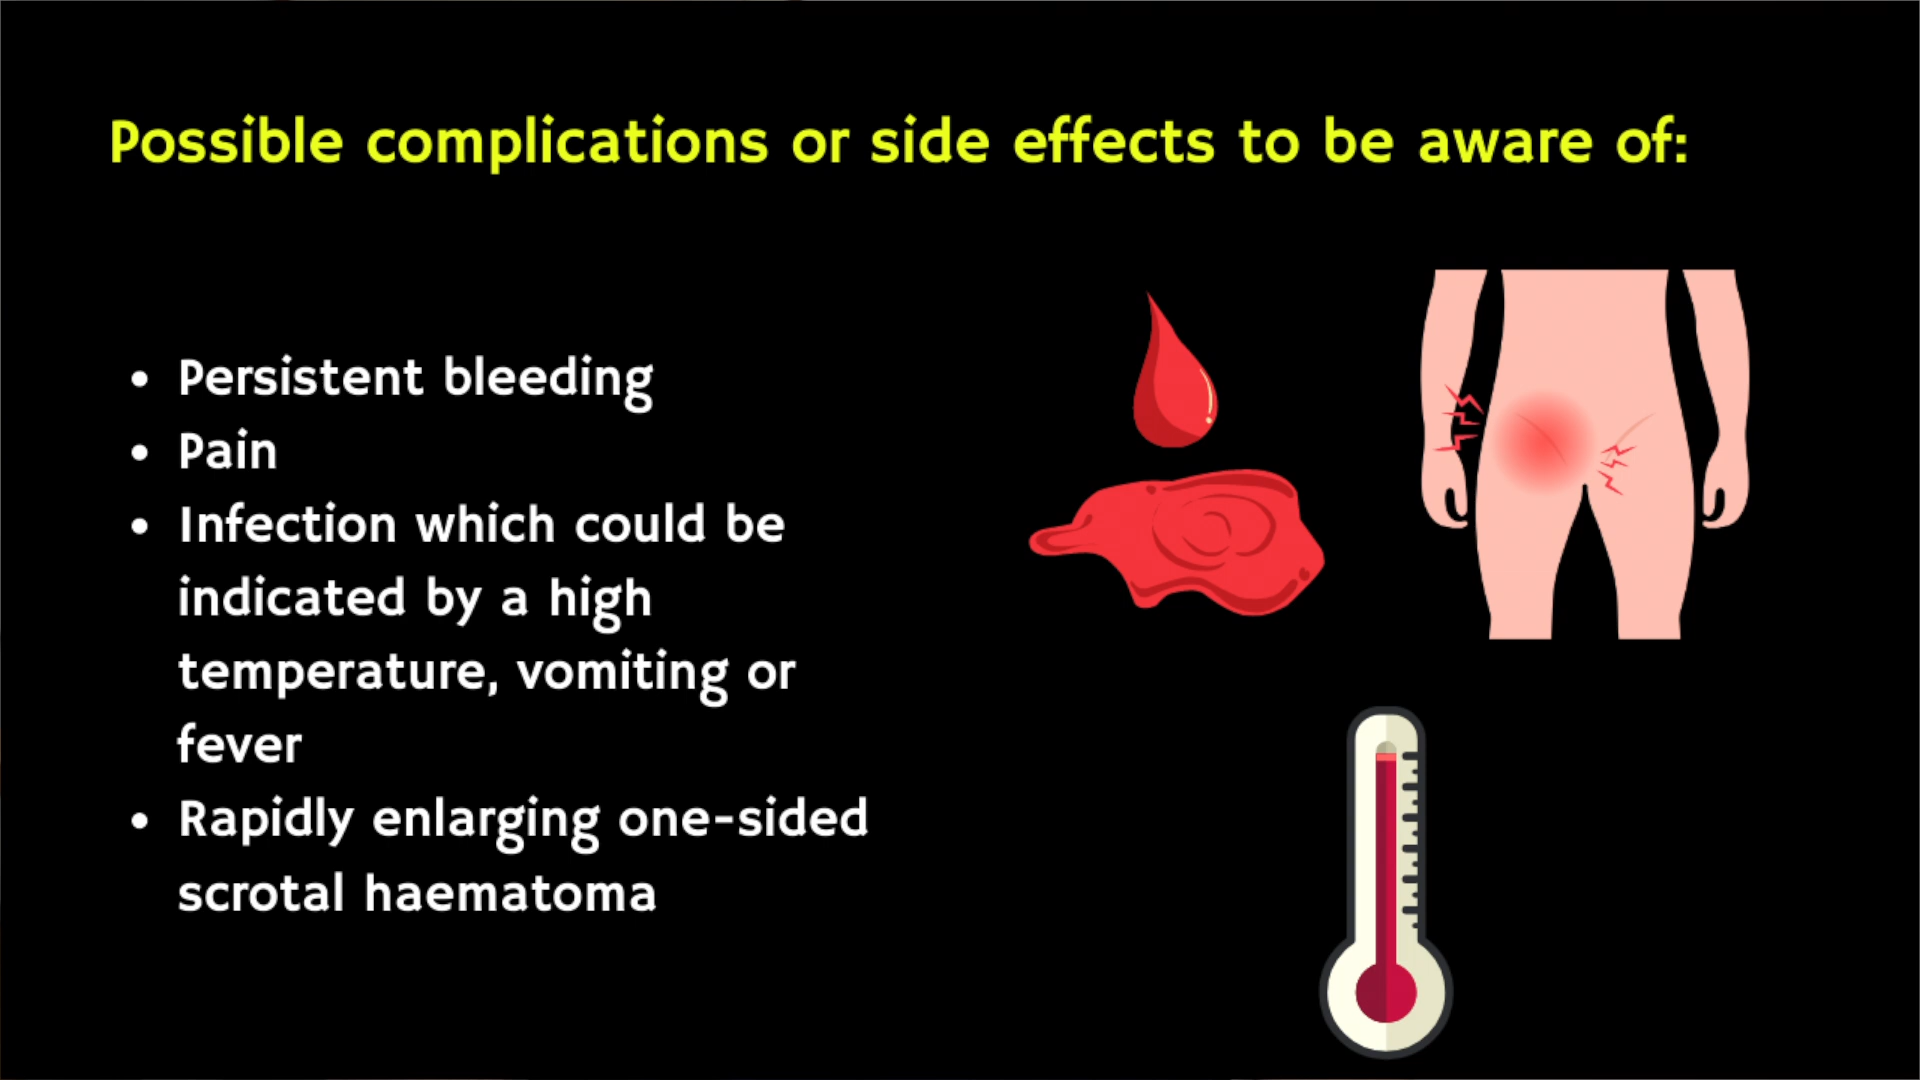 Possible complications or side effects to be aware of:
• Persistent bleeding
• Pain
• Infection which could be
indicated by a high
temperature, vomiting or
fever
• Rapidly enlarging one-sided
scrotal haematoma